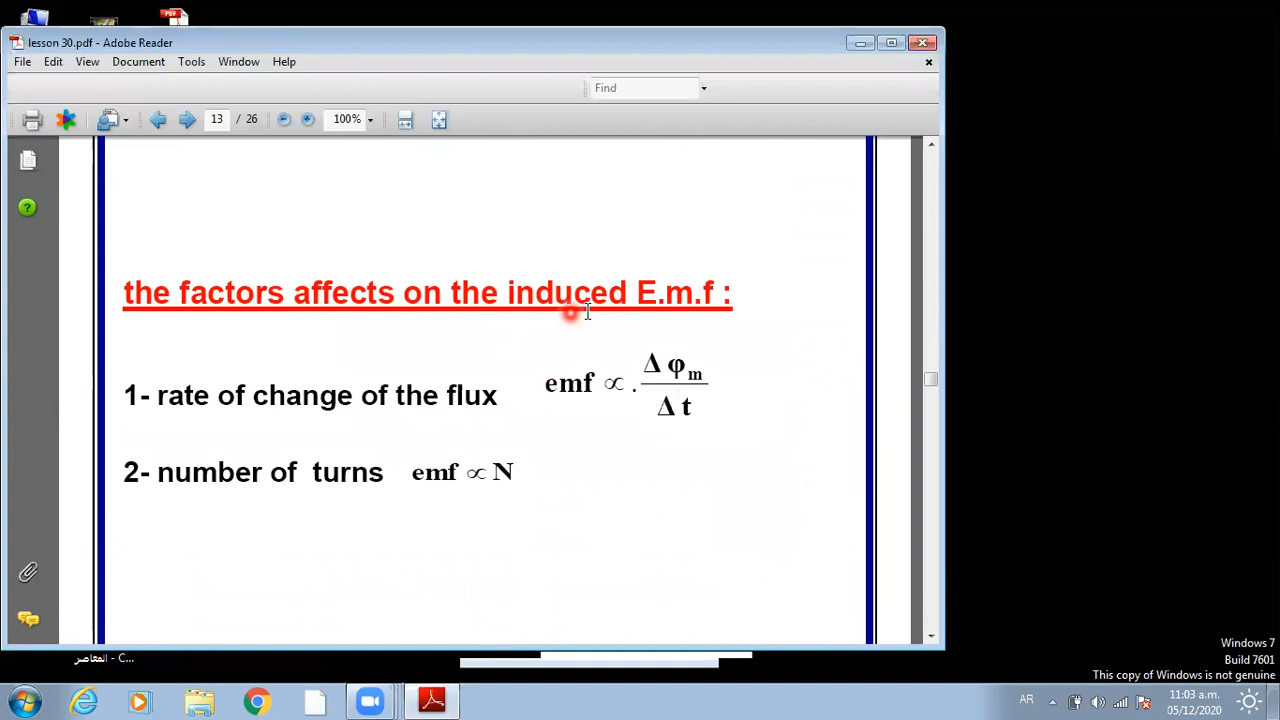 lesson 30.pdf - Adobe Reader
File Edit View Document Tools Window Help
Find
13 / 26 100%
the factors affects on the induced E.m.f :
1- rate of change of the flux emf ∝ . Δ φm / Δ t
2- number of turns emf ∝ N
المعاصر - C...
Windows 7
Build 7601
This copy of Windows is not genuine
AR
11:03 a.m.
05/12/2020